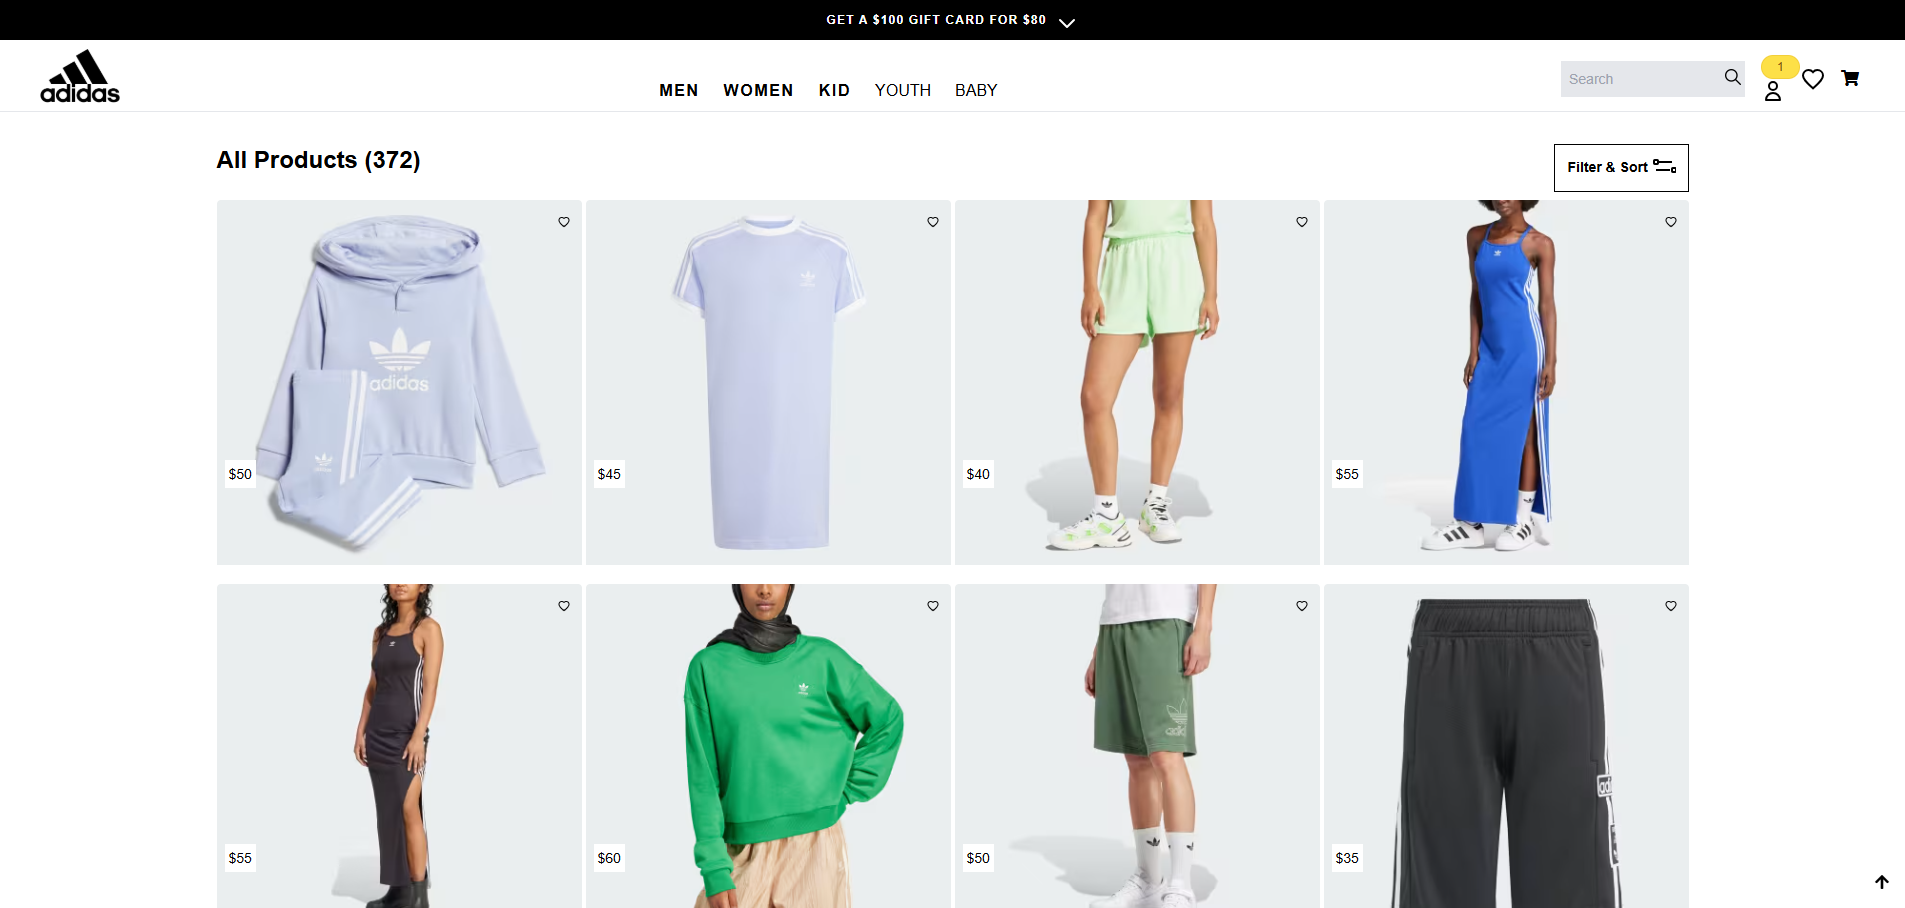 GET A $100 GIFT CARD FOR $80
adidas
MEN WOMEN KID YOUTH BABY
Search
1
All Products (372)
Filter & Sort
adidas
$50
$45
$40
$55
$55
$60
$50
$35